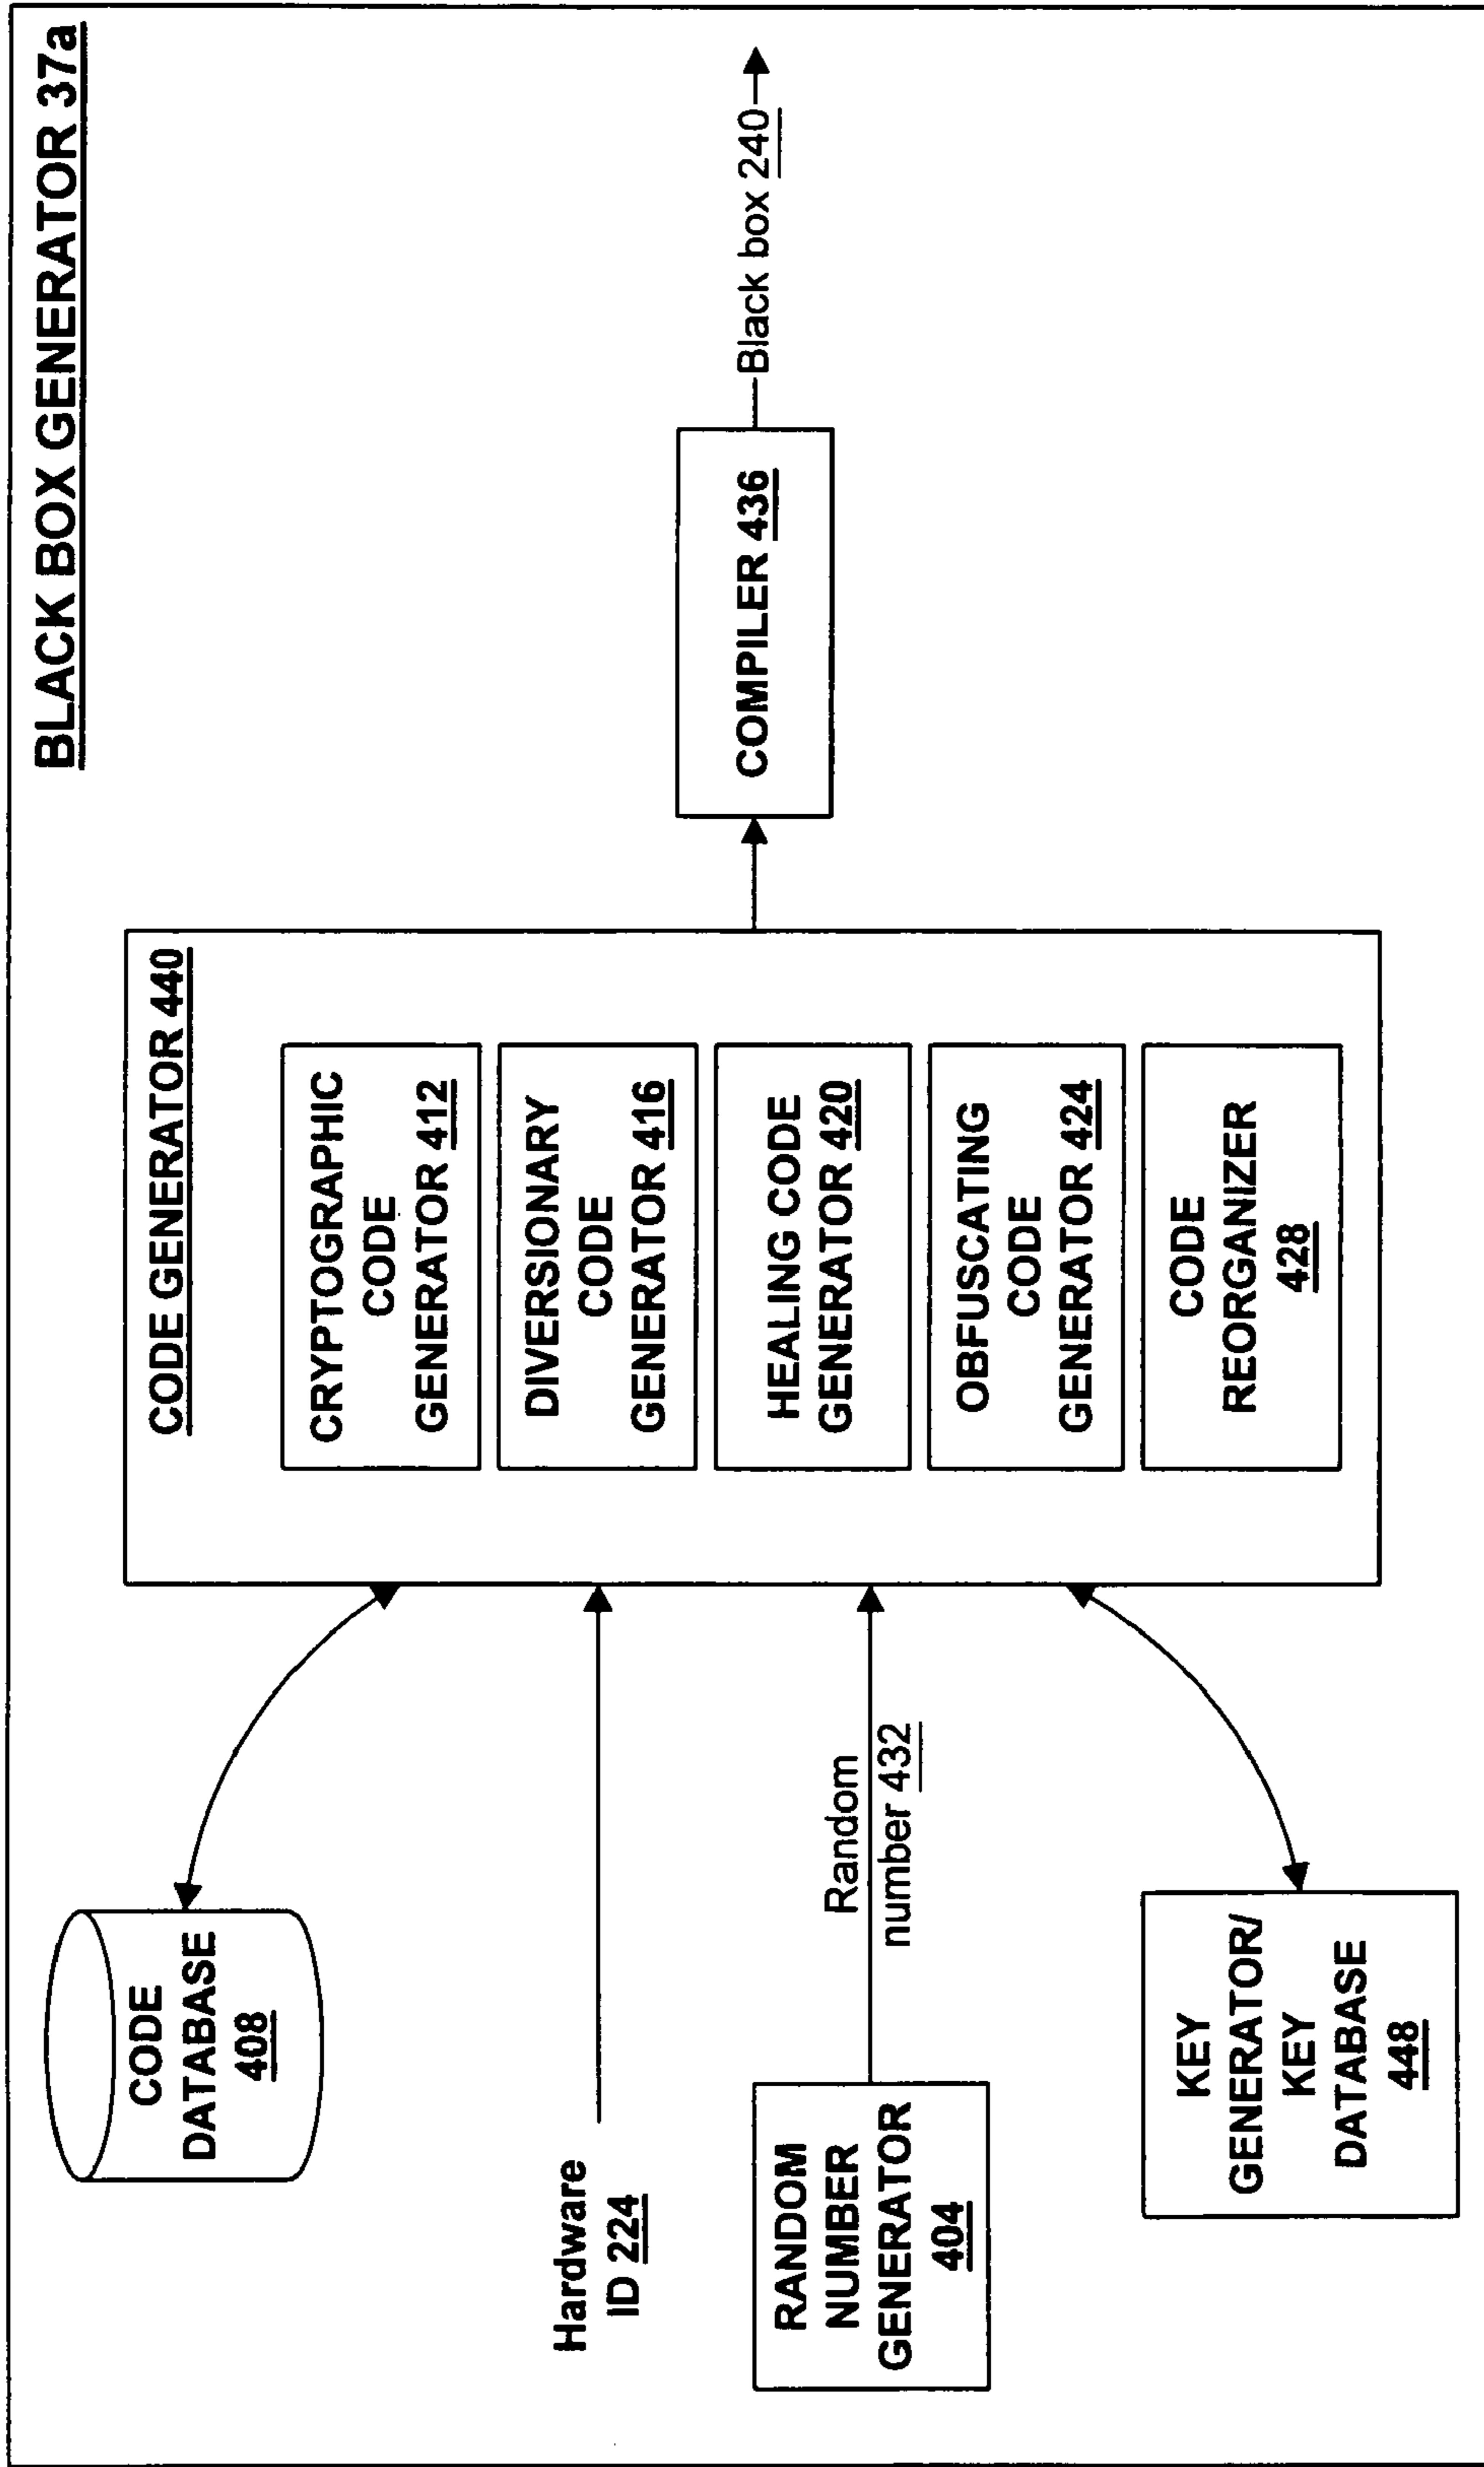 BLACK BOX GENERATOR 37a
CODE
DATABASE
408
Hardware
ID 224
RANDOM
NUMBER
GENERATOR
404
Random
number 432
KEY
GENERATOR/
KEY
DATABASE
448
CODE GENERATOR 440
CRYPTOGRAPHIC
CODE
GENERATOR 412
DIVERSIONARY
CODE
GENERATOR 416
HEALING CODE
GENERATOR 420
OBFUSCATING
CODE
GENERATOR 424
CODE
REORGANIZER
428
COMPILER 436
Black box 240